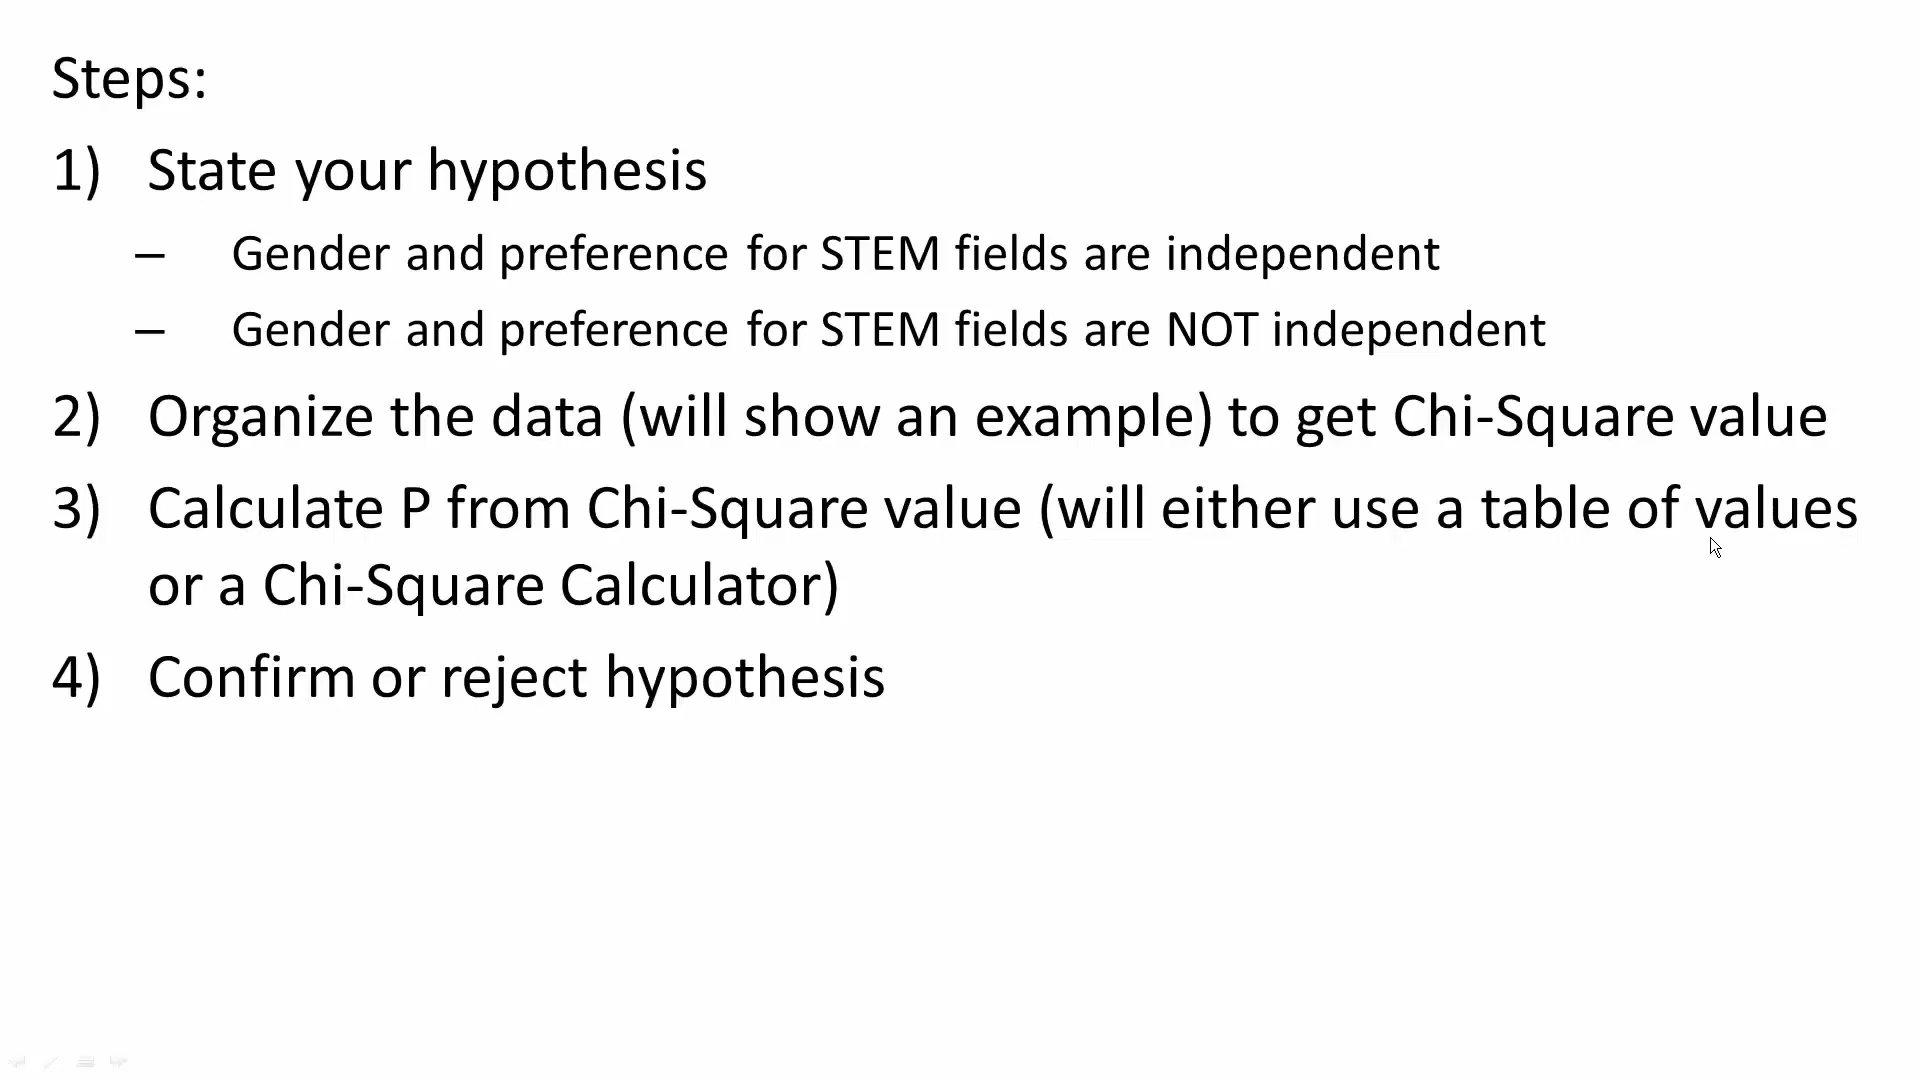 Steps:
1) State your hypothesis
– Gender and preference for STEM fields are independent
– Gender and preference for STEM fields are NOT independent
2) Organize the data (will show an example) to get Chi-Square value
3) Calculate P from Chi-Square value (will either use a table of values
or a Chi-Square Calculator)
4) Confirm or reject hypothesis